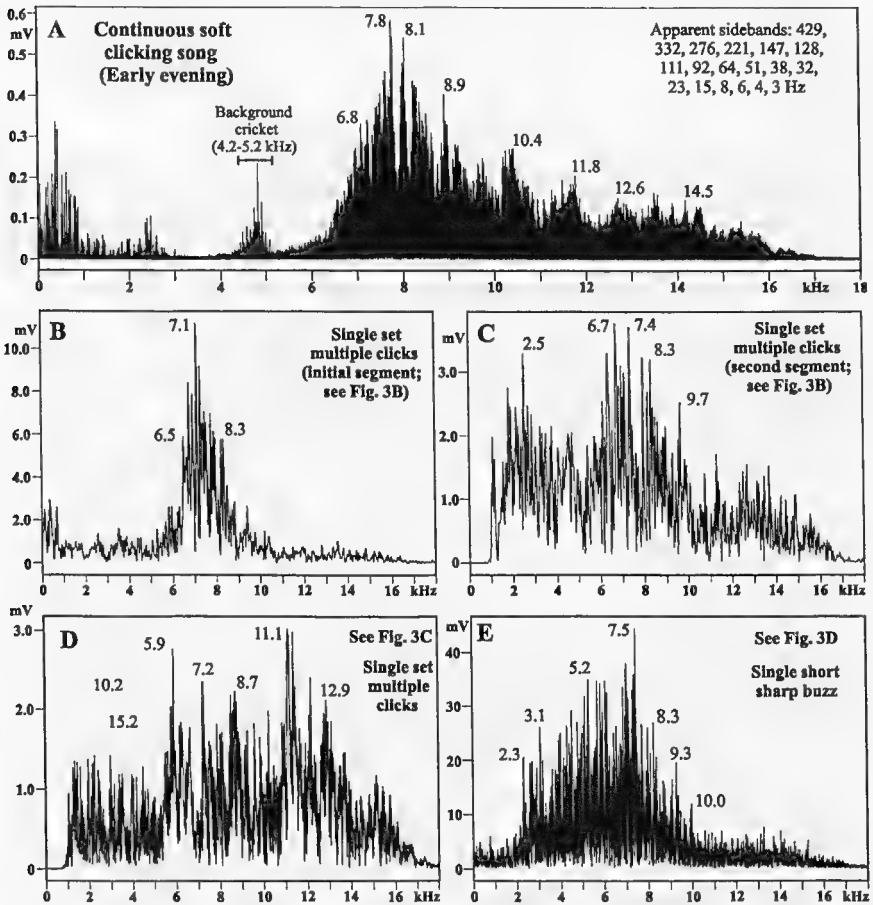 A
Continuous soft
clicking song
(Early evening)
Apparent sidebands: 429,
332, 276, 221, 147, 128,
111, 92, 64, 51, 38, 32,
23, 15, 8, 6, 4, 3 Hz
Background
cricket
(4.2-5.2 kHz)
7.8
8.1
6.8
8.9
10.4
11.8
12.6
14.5
0.6
mV
0.5
0.4
0.3
0.2
0.1
0
0 2 4 6 8 10 12 14 16 kHz 18
B
Single set
multiple clicks
(initial segment;
see Fig. 3B)
7.1
6.5
8.3
mV
10.0
8.0
6.0
4.0
2.0
0
0 2 4 6 8 10 12 14 16 kHz
C
Single set
multiple clicks
(second segment;
see Fig. 3B)
2.5
6.7
7.4
8.3
9.7
mV
3.0
2.0
1.0
0
0 2 4 6 8 10 12 14 16 kHz
D
See Fig. 3C
Single set
multiple
clicks
5.9
11.1
10.2
7.2
8.7
15.2
12.9
mV
3.0
2.0
1.0
0
0 2 4 6 8 10 12 14 16 kHz
E
See Fig. 3D
Single short
sharp buzz
7.5
5.2
3.1
2.3
8.3
9.3
10.0
mV
40
30
20
10
0
0 2 4 6 8 10 12 14 16 kHz